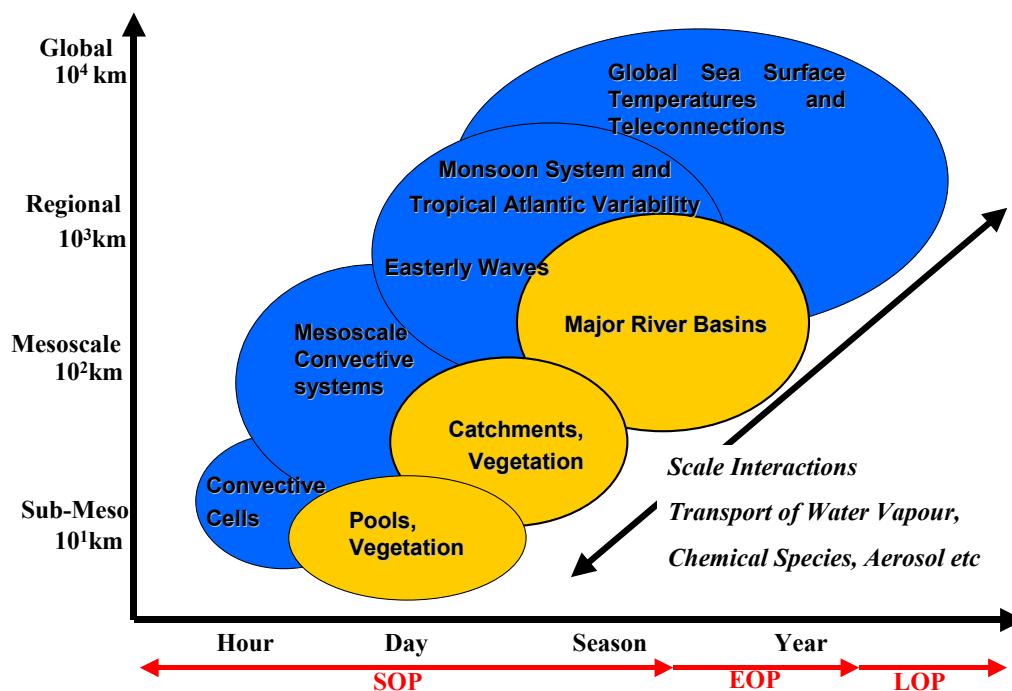 Global
10⁴ km
Global Sea Surface
Temperatures and
Teleconnections
Monsoon System and
Tropical Atlantic Variability
Regional
10³km
Easterly Waves
Major River Basins
Mesoscale
10²km
Mesoscale
Convective
systems
Catchments,
Vegetation
Scale Interactions
Transport of Water Vapour,
Chemical Species, Aerosol etc
Sub-Meso
10¹km
Convective
Cells
Pools,
Vegetation
Hour Day Season Year
SOP EOP LOP